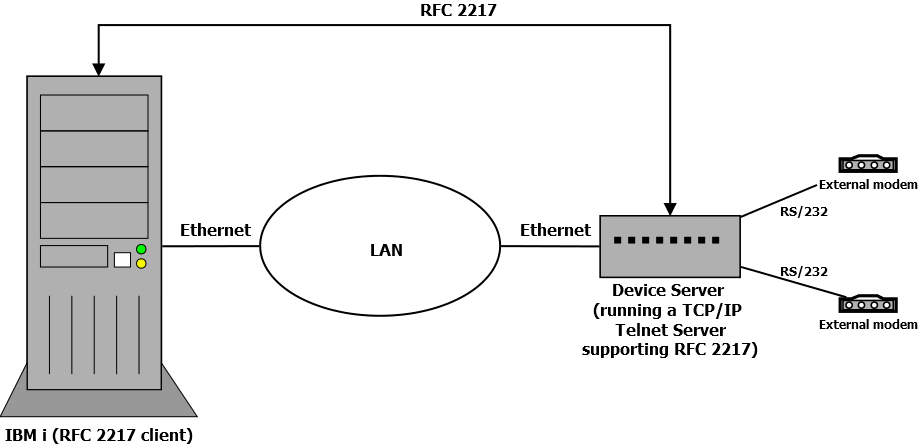 RFC 2217
External modem
RS/232
Ethernet
LAN
Ethernet
RS/232
Device Server
(running a TCP/IP
Telnet Server
supporting RFC 2217)
External modem
IBM i (RFC 2217 client)